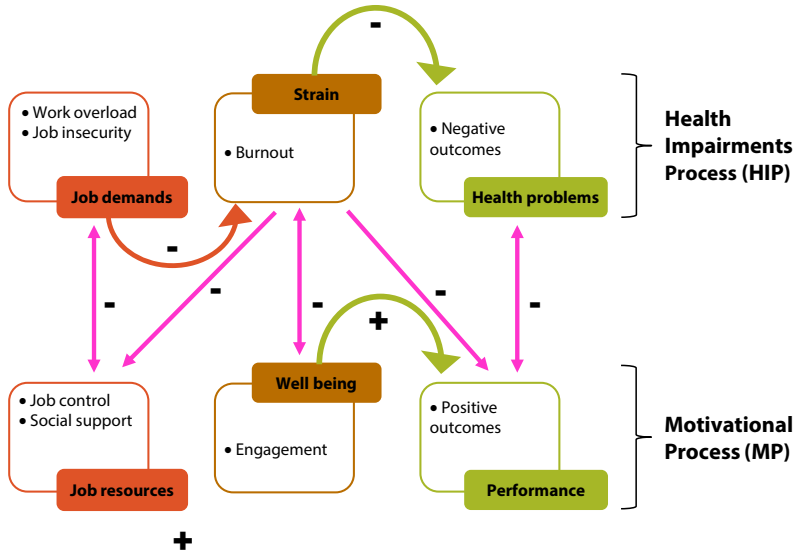 -
Strain
• Work overload
• Job insecurity
Job demands
• Burnout
• Negative
outcomes
Health problems
Health
Impairments
Process (HIP)
-
-
-
-
-
-
+
Well being
• Job control
• Social support
Job resources
• Engagement
• Positive
outcomes
Performance
Motivational
Process (MP)
+